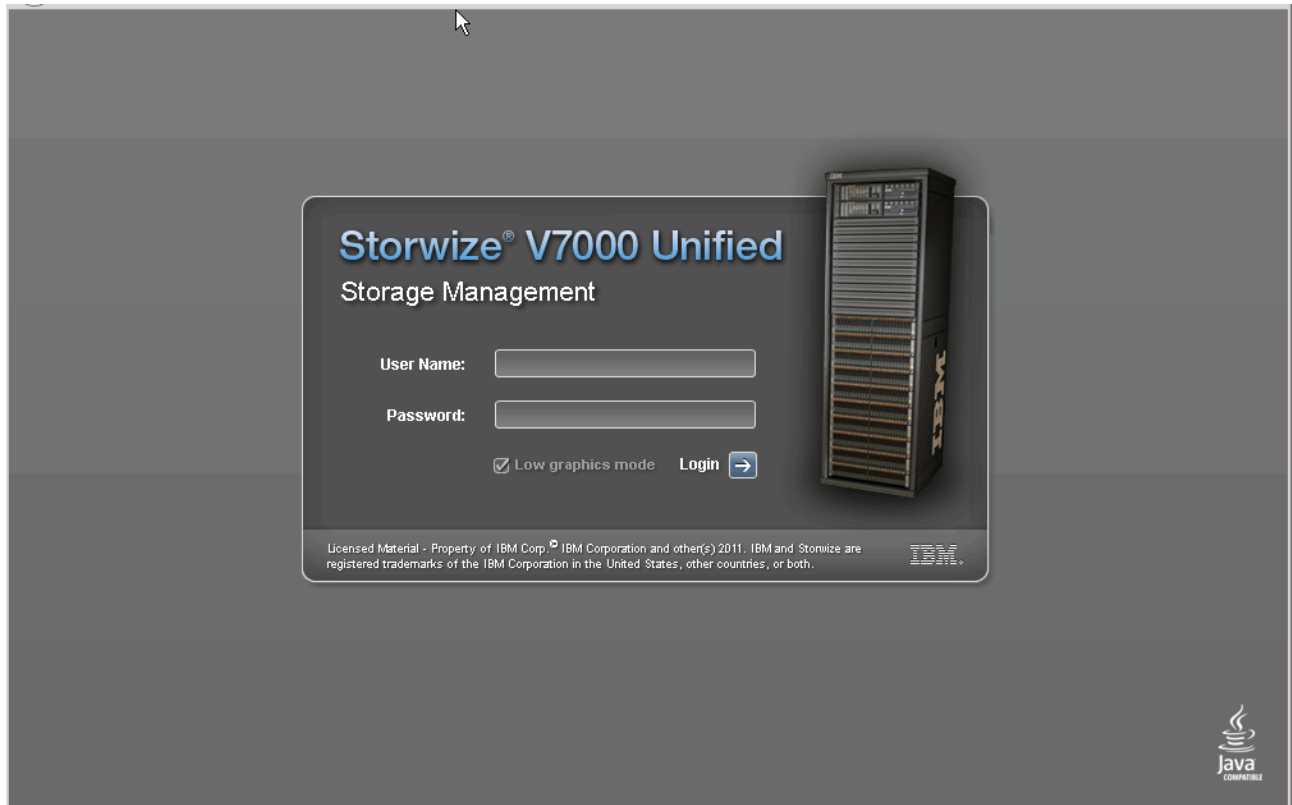 Storwize® V7000 Unified
Storage Management
User Name:
Password:
Low graphics mode Login
Licensed Material - Property of IBM Corp.© IBM Corporation and other(s) 2011. IBM and Storwize are
registered trademarks of the IBM Corporation in the United States, other countries, or both.
IBM®
IBM
IBM
Java
COMPATIBLE